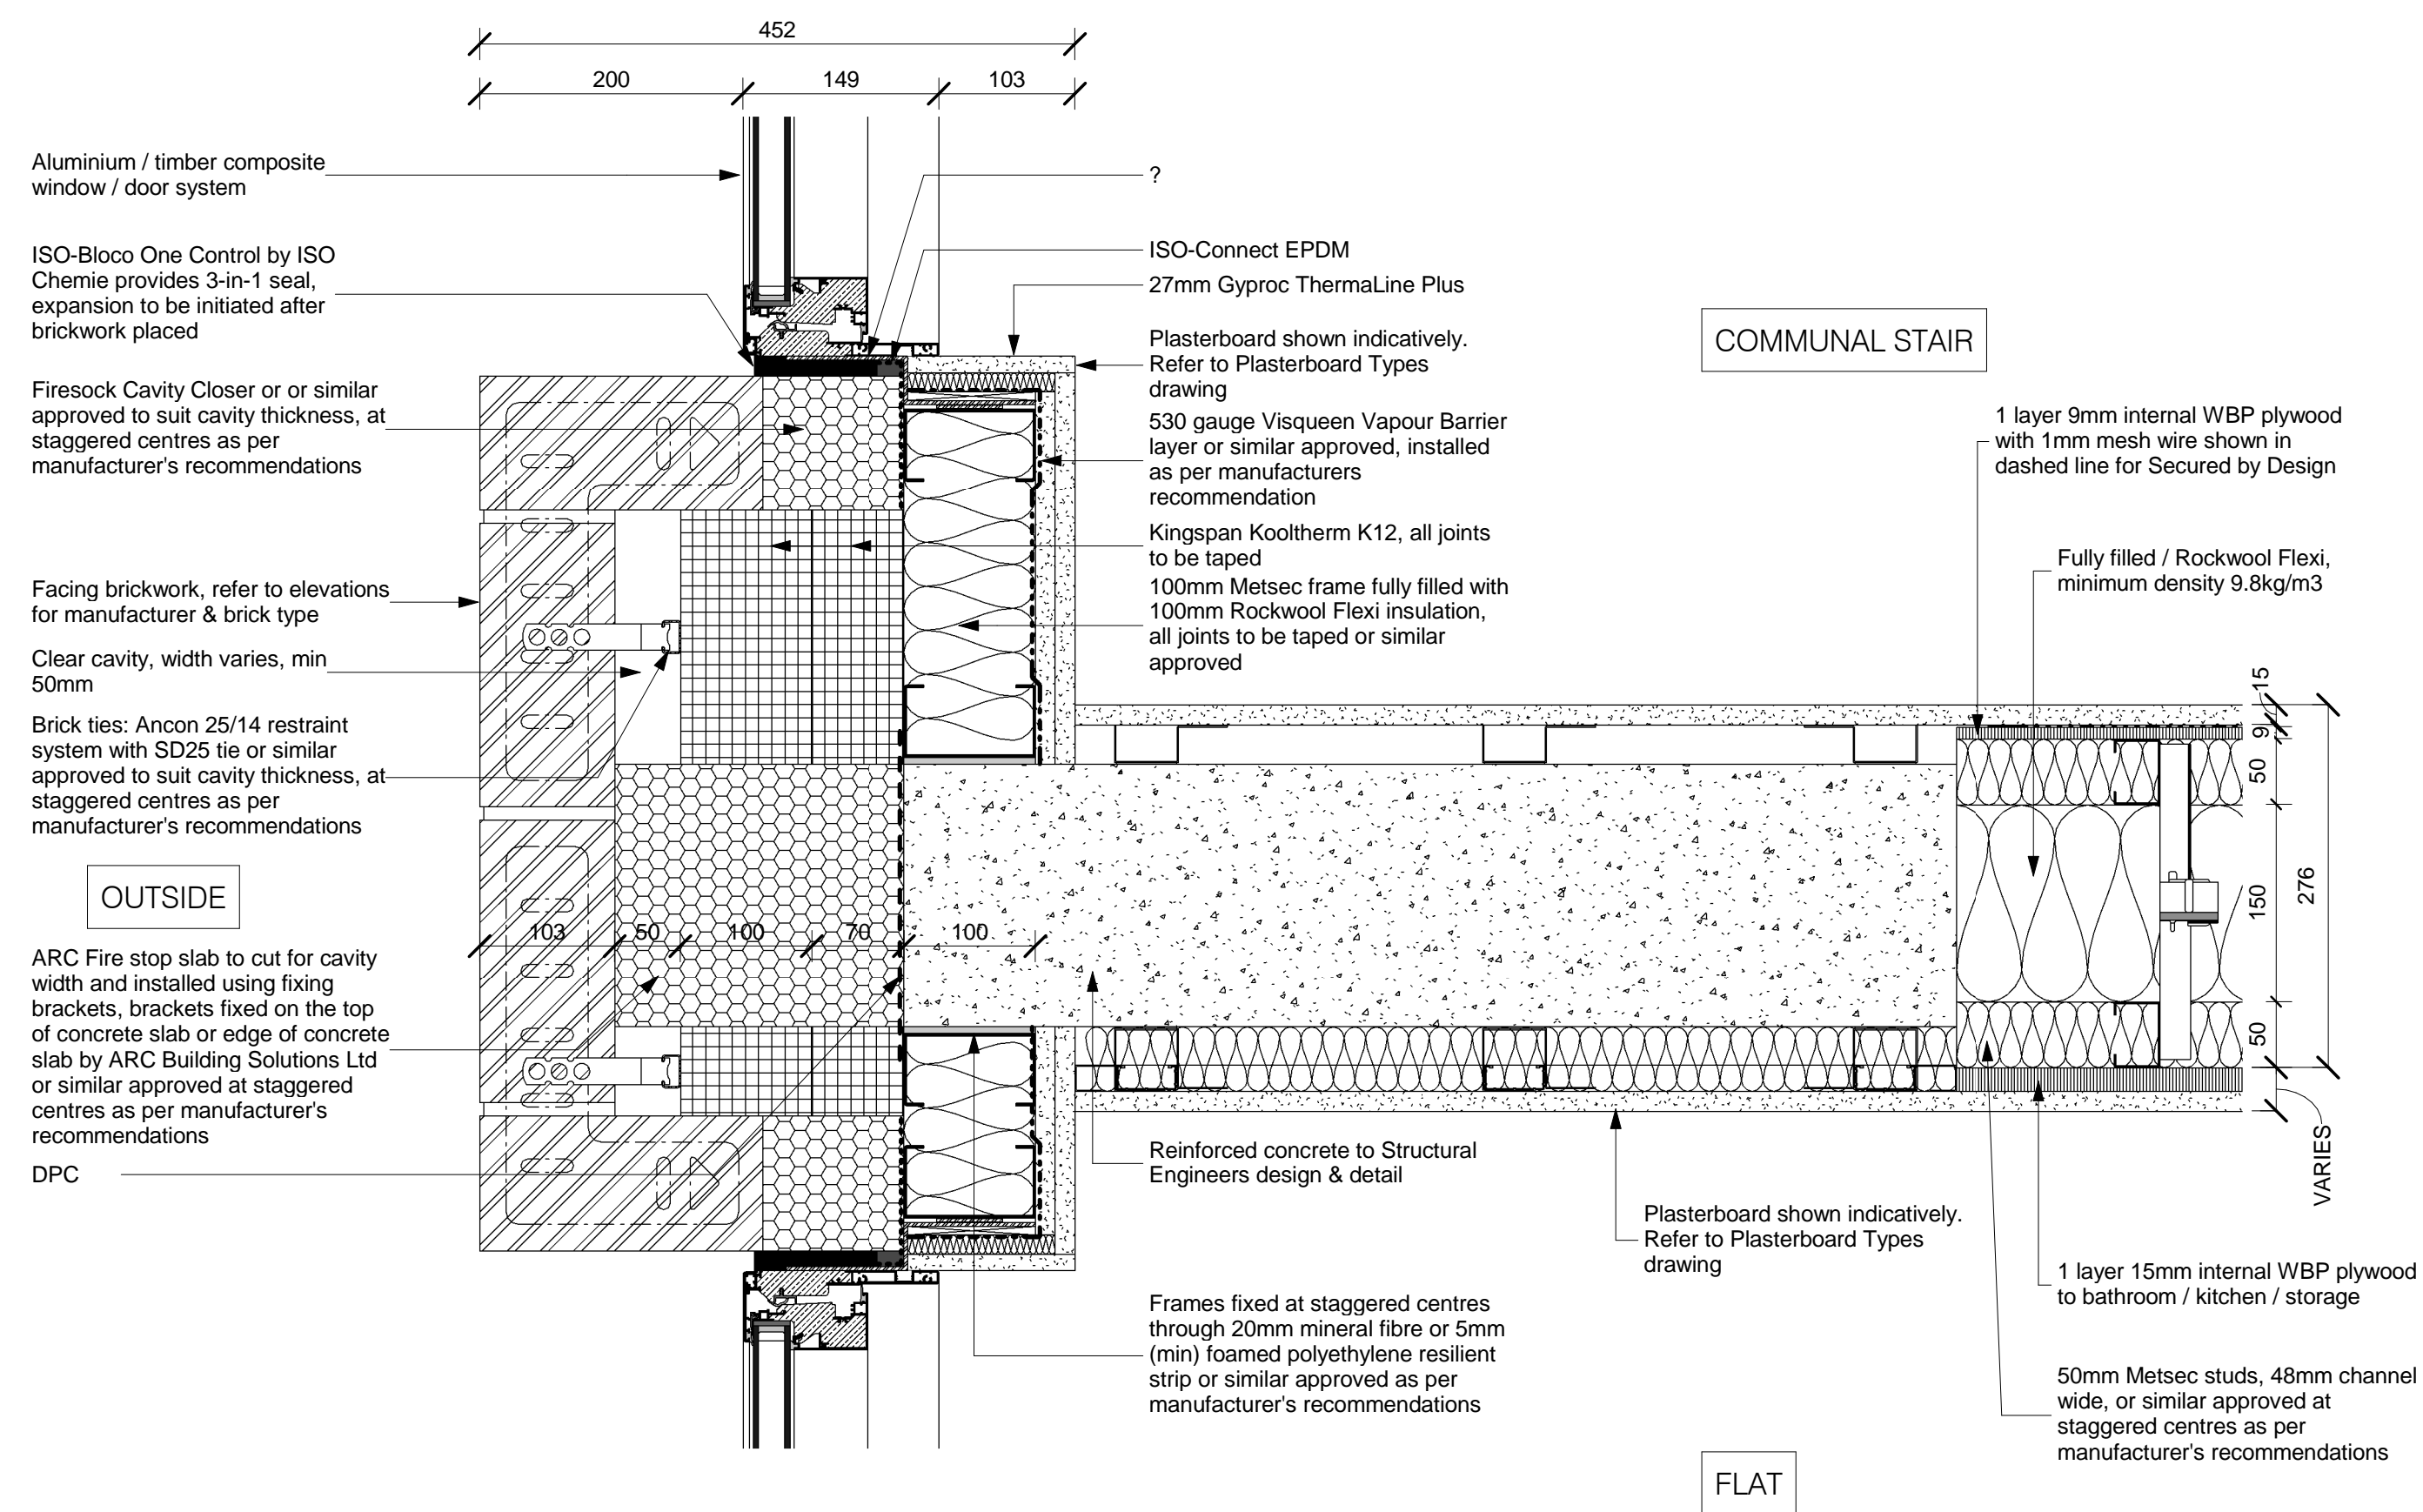 452
200
149
103
Aluminium / timber composite
window / door system
ISO-Bloco One Control by ISO
Chemie provides 3-in-1 seal,
expansion to be initiated after
brickwork placed
Firesock Cavity Closer or or similar
approved to suit cavity thickness, at
staggered centres as per
manufacturer's recommendations
Facing brickwork, refer to elevations
for manufacturer & brick type
Clear cavity, width varies, min
50mm
Brick ties: Ancon 25/14 restraint
system with SD25 tie or similar
approved to suit cavity thickness, at
staggered centres as per
manufacturer's recommendations
OUTSIDE
ARC Fire stop slab to cut for cavity
width and installed using fixing
brackets, brackets fixed on the top
of concrete slab or edge of concrete
slab by ARC Building Solutions Ltd
or similar approved at staggered
centres as per manufacturer's
recommendations
DPC
103
50
100
70
100
?
ISO-Connect EPDM
27mm Gyproc ThermaLine Plus
Plasterboard shown indicatively.
Refer to Plasterboard Types
drawing
530 gauge Visqueen Vapour Barrier
layer or similar approved, installed
as per manufacturers
recommendation
Kingspan Kooltherm K12, all joints
to be taped
100mm Metsec frame fully filled with
100mm Rockwool Flexi insulation,
all joints to be taped or similar
approved
Reinforced concrete to Structural
Engineers design & detail
Frames fixed at staggered centres
through 20mm mineral fibre or 5mm
(min) foamed polyethylene resilient
strip or similar approved as per
manufacturer's recommendations
COMMUNAL STAIR
1 layer 9mm internal WBP plywood
with 1mm mesh wire shown in
dashed line for Secured by Design
Fully filled / Rockwool Flexi,
minimum density 9.8kg/m3
15
9
50
150
50
276
VARIES
Plasterboard shown indicatively.
Refer to Plasterboard Types
drawing
1 layer 15mm internal WBP plywood
to bathroom / kitchen / storage
50mm Metsec studs, 48mm channel
wide, or similar approved at
staggered centres as per
manufacturer's recommendations
FLAT